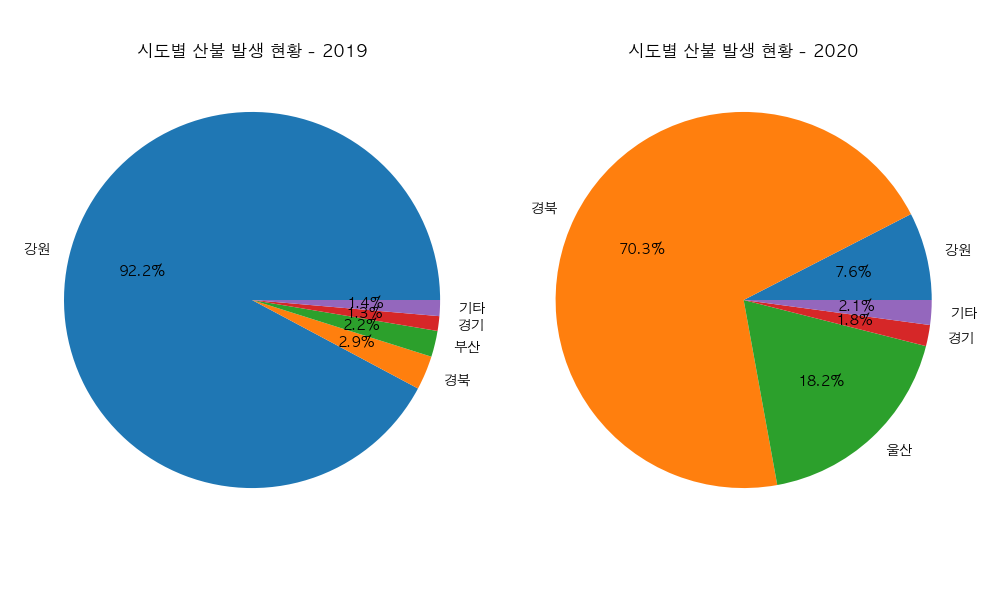 시도별 산불 발생 현황 - 2019
강원
92.2%
1.4%
기타
1.3%
경기
2.2%
부산
2.9%
경북
시도별 산불 발생 현황 - 2020
경북
70.3%
강원
7.6%
2.1%
기타
1.8%
경기
18.2%
울산